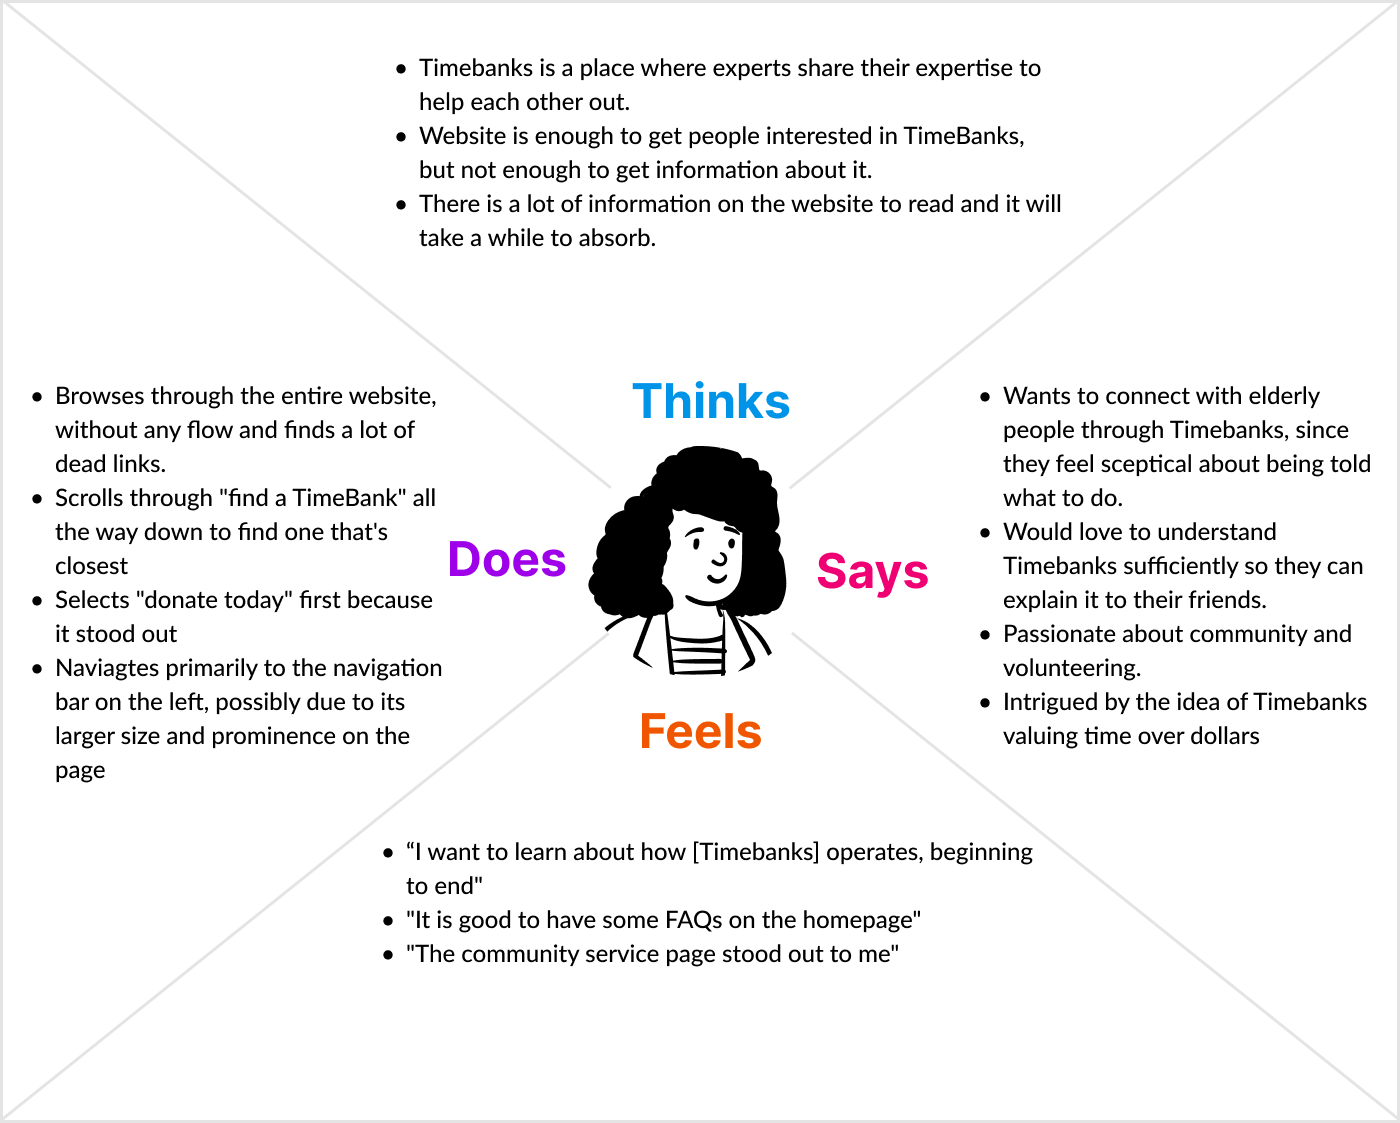 • Timebanks is a place where experts share their expertise to
help each other out.
• Website is enough to get people interested in TimeBanks,
but not enough to get information about it.
• There is a lot of information on the website to read and it will
take a while to absorb.
Thinks
• Browses through the entire website,
without any flow and finds a lot of
dead links.
• Scrolls through "find a TimeBank" all
the way down to find one that's
closest
• Selects "donate today" first because
it stood out
• Naviagtes primarily to the navigation
bar on the left, possibly due to its
larger size and prominence on the
page
Does
Says
• Wants to connect with elderly
people through Timebanks, since
they feel sceptical about being told
what to do.
• Would love to understand
Timebanks sufficiently so they can
explain it to their friends.
• Passionate about community and
volunteering.
• Intrigued by the idea of Timebanks
valuing time over dollars
Feels
• “I want to learn about how [Timebanks] operates, beginning
to end"
• "It is good to have some FAQs on the homepage"
• "The community service page stood out to me"